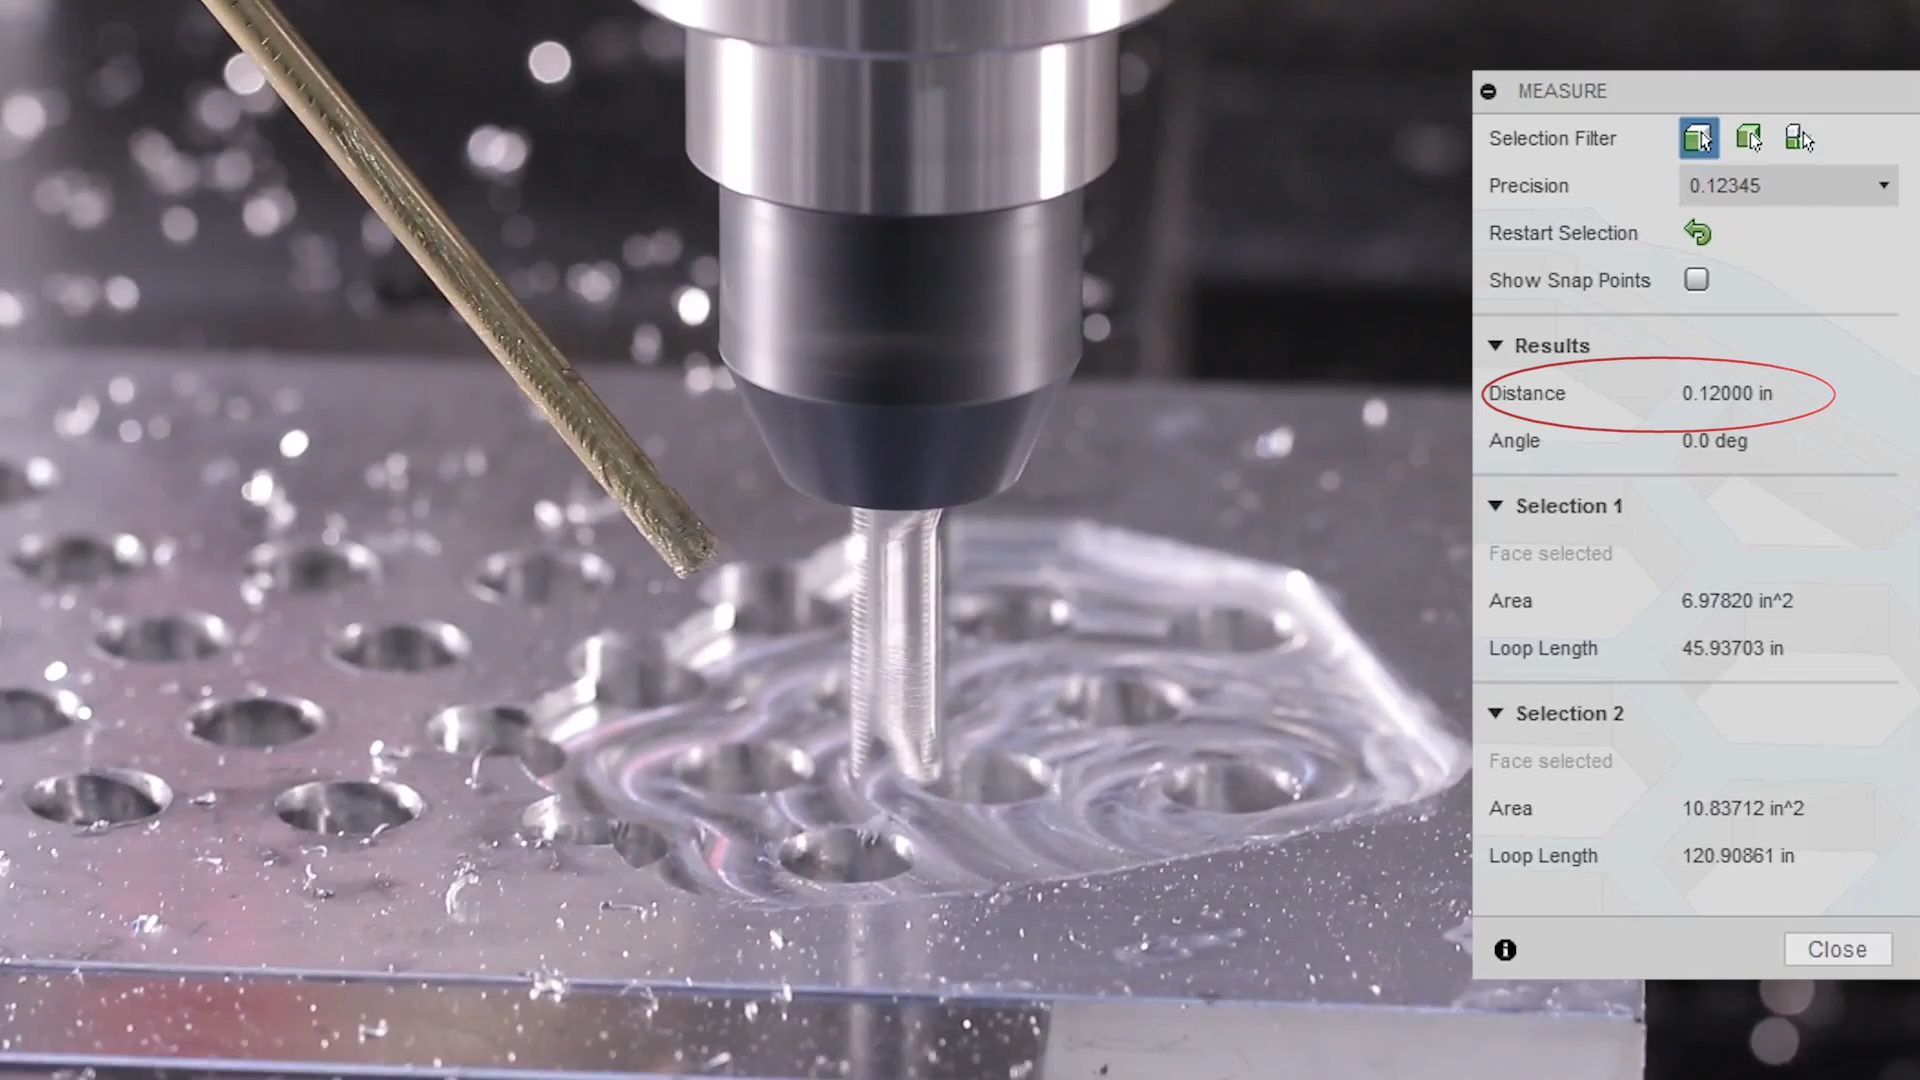 MEASURE
Selection Filter
Precision 0.12345
Restart Selection
Show Snap Points
Results
Distance 0.12000 in
Angle 0.0 deg
Selection 1
Face selected
Area 6.97820 in^2
Loop Length 45.93703 in
Selection 2
Face selected
Area 10.83712 in^2
Loop Length 120.90861 in
Close